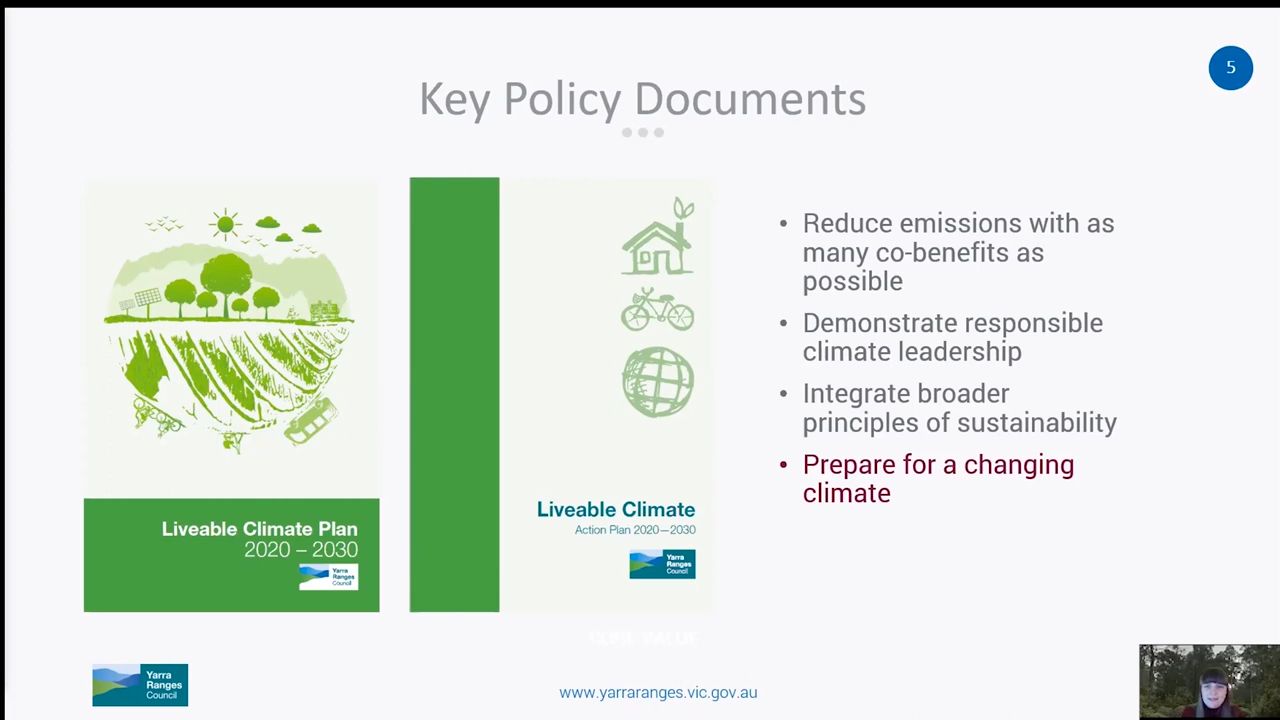 5
Key Policy Documents
Liveable Climate Plan
2020 – 2030
Yarra
Ranges
Council
Liveable Climate
Action Plan 2020—2030
Yarra
Ranges
Council
• Reduce emissions with as
many co-benefits as
possible
• Demonstrate responsible
climate leadership
• Integrate broader
principles of sustainability
• Prepare for a changing
climate
Yarra
Ranges
Council
www.yarraranges.vic.gov.au